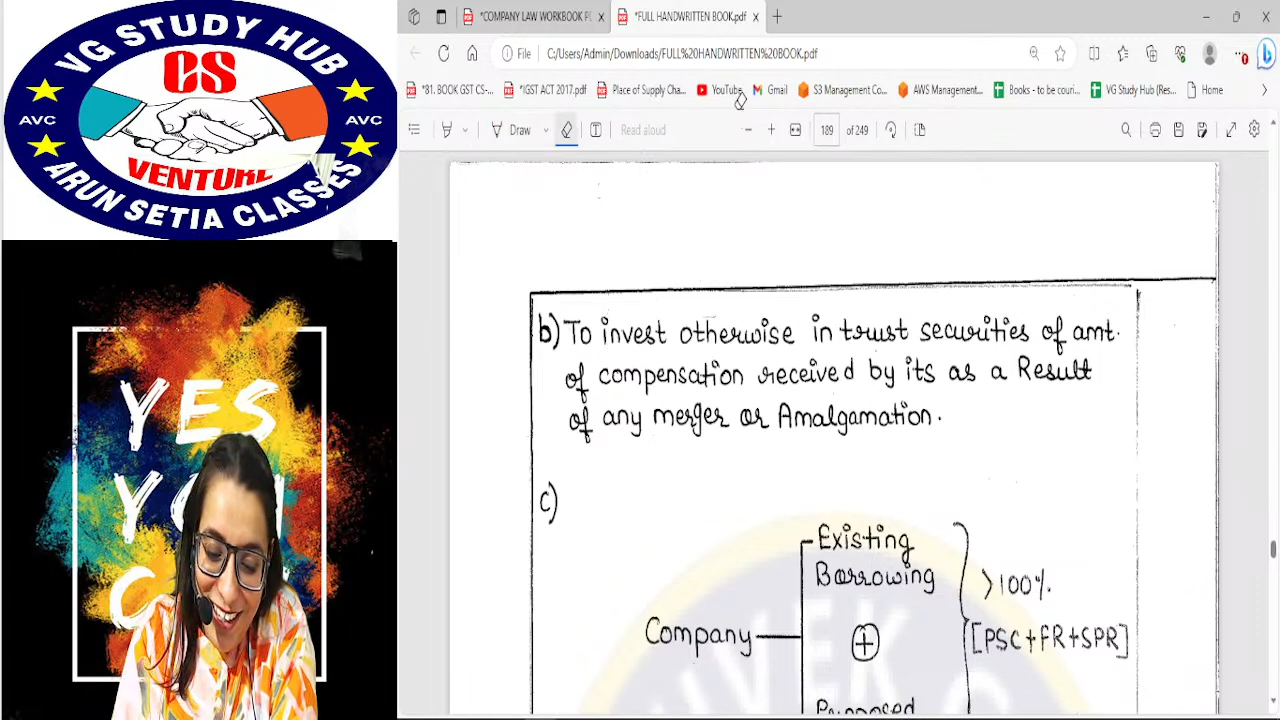 VG STUDY HUB
CS
AVC
AVC
VENTURE
ARUN SETIA CLASSES
YES
*COMPANY LAW WORKBOOK
*FULL HANDWRITTEN BOOK.pdf
File
C:/Users/Admin/Downloads/FULL%20HANDWRITTEN%20BOOK.pdf
*81. BOOK GST CS-...
*IGST ACT 2017.pdf
Place of Supply Cha...
YouTube
Gmail
S3 Management Co...
AWS Management...
Books - to be
VG Study Hub (Res...
Home
Draw
Read aloud
189
of 249
b) To invest otherwise in trust securities of amt.
of compensation received by its as a Result
of any merger or Amalgamation.
c)
Existing
Borrowing
>100%.
Company
+
[PSC+FR+SPR]
Proposed